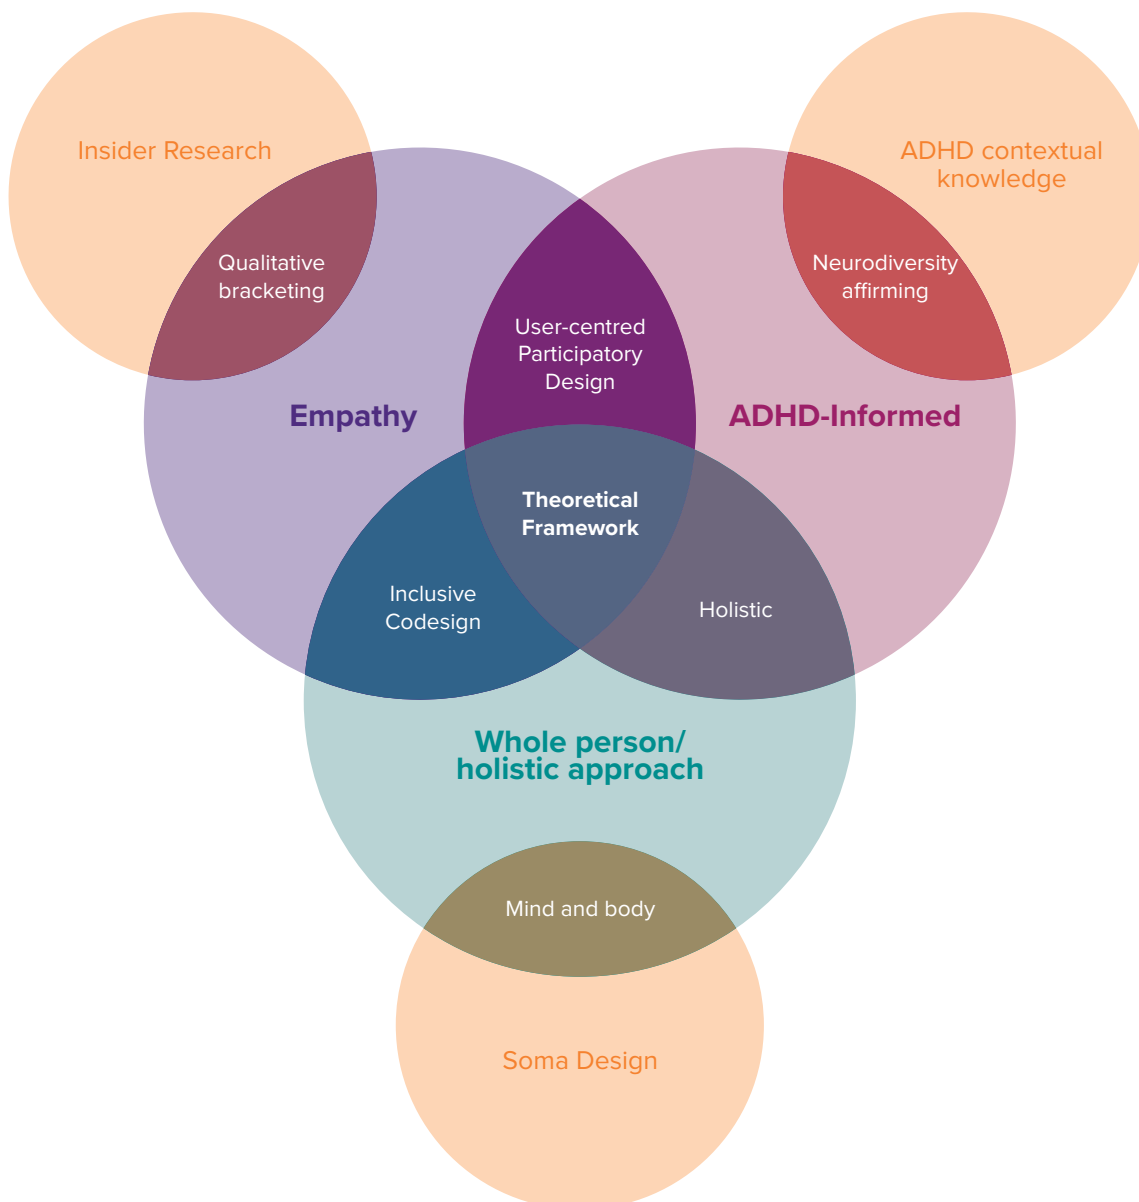 Insider Research
ADHD contextual
knowledge
Qualitative
bracketing
Neurodiversity
affirming
User-centred
Participatory
Design
Empathy
ADHD-Informed
Theoretical
Framework
Inclusive
Codesign
Holistic
Whole person/
holistic approach
Mind and body
Soma Design